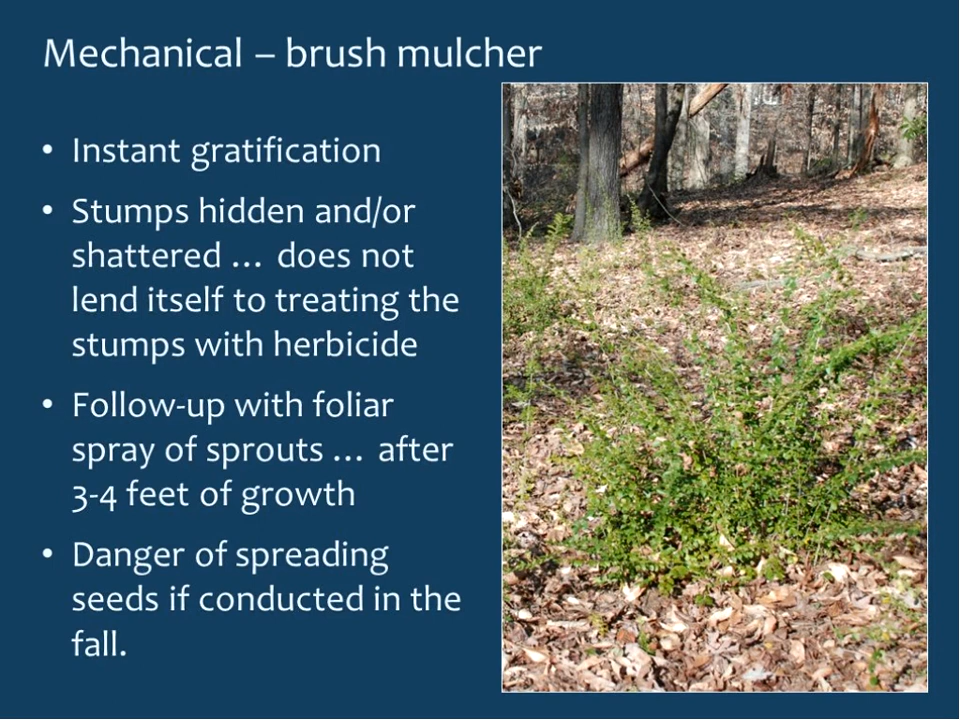 Mechanical – brush mulcher
• Instant gratification
• Stumps hidden and/or
shattered … does not
lend itself to treating the
stumps with herbicide
• Follow-up with foliar
spray of sprouts … after
3-4 feet of growth
• Danger of spreading
seeds if conducted in the
fall.